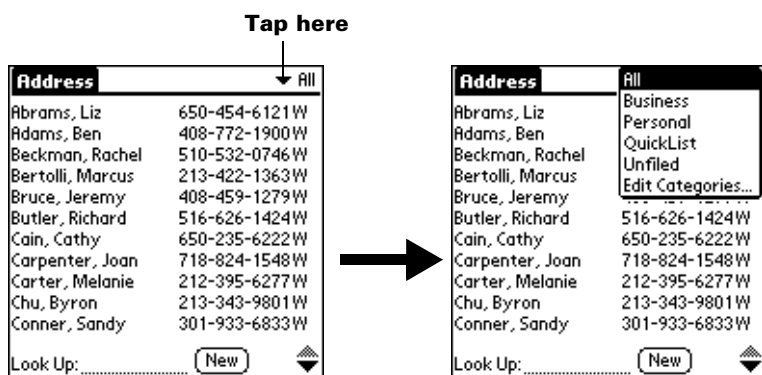 Tap here
Address All
Abrams, Liz 650-454-6121W
Adams, Ben 408-772-1900W
Beckman, Rachel 510-532-0746W
Bertolli, Marcus 213-422-1363W
Bruce, Jeremy 408-459-1279W
Butler, Richard 516-626-1424W
Cain, Cathy 650-235-6222W
Carpenter, Joan 718-824-1548W
Carter, Melanie 212-395-6277W
Chu, Byron 213-343-9801W
Conner, Sandy 301-933-6833W
Look Up: New
Address All
Business
Abrams, Liz Personal
Adams, Ben QuickList
Beckman, Rachel Unfiled
Bertolli, Marcus Edit Categories...
Bruce, Jeremy
Butler, Richard 516-626-1424W
Cain, Cathy 650-235-6222W
Carpenter, Joan 718-824-1548W
Carter, Melanie 212-395-6277W
Chu, Byron 213-343-9801W
Conner, Sandy 301-933-6833W
Look Up: New